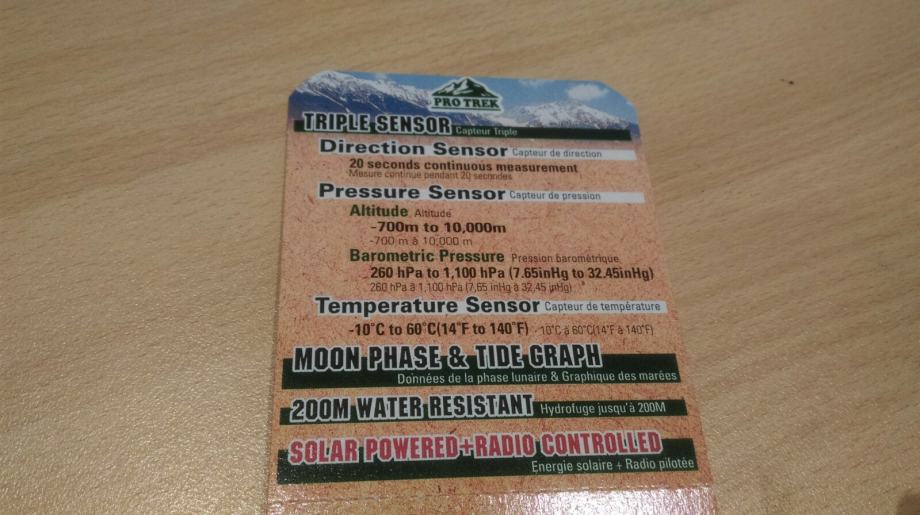 PRO TREK
TRIPLE SENSOR Capteur Triple
Direction Sensor Capteur de direction
20 seconds continuous measurement
Mesure continue pendant 20 secondes
Pressure Sensor Capteur de pression
Altitude Altitude
-700m to 10,000m
-700 m à 10,000 m
Barometric Pressure Pression barométrique
260 hPa to 1,100 hPa (7.65inHg to 32.45inHg)
260 hPa à 1,100 hPa (7,65 inHg à 32,45 inHg)
Temperature Sensor Capteur de température
-10°C to 60°C(14°F to 140°F) -10°C à 60°C(14°F à 140°F)
MOON PHASE & TIDE GRAPH
Données de la phase lunaire & Graphique des marées
200M WATER RESISTANT Hydrofuge jusqu'à 200M
SOLAR POWERED+RADIO CONTROLLED
Energie solaire + Radio pilotée